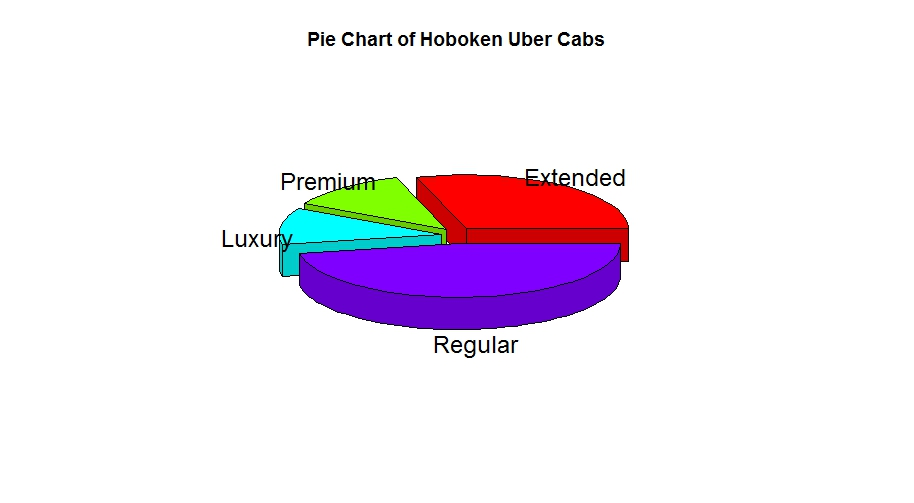 Pie Chart of Hoboken Uber Cabs
Extended
Premium
Luxury
Regular